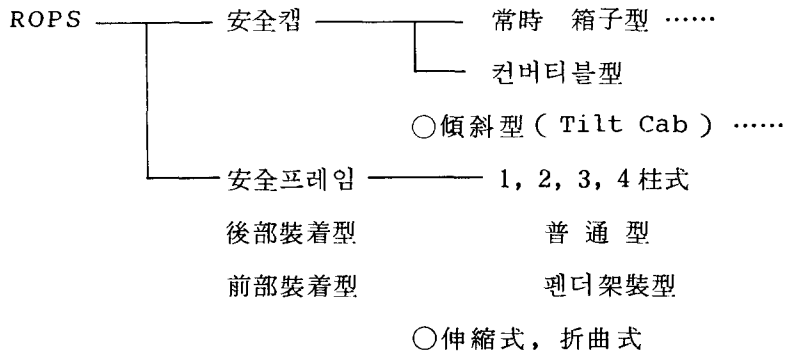 ROPS 安全캡 常時 箱子型 ……
컨버티블型
○傾斜型 ( Tilt Cab ) ……
安全프레임 1, 2, 3, 4 柱式
後部裝着型 普 通 型
前部裝着型 펜더架裝型
○伸縮式, 折曲式